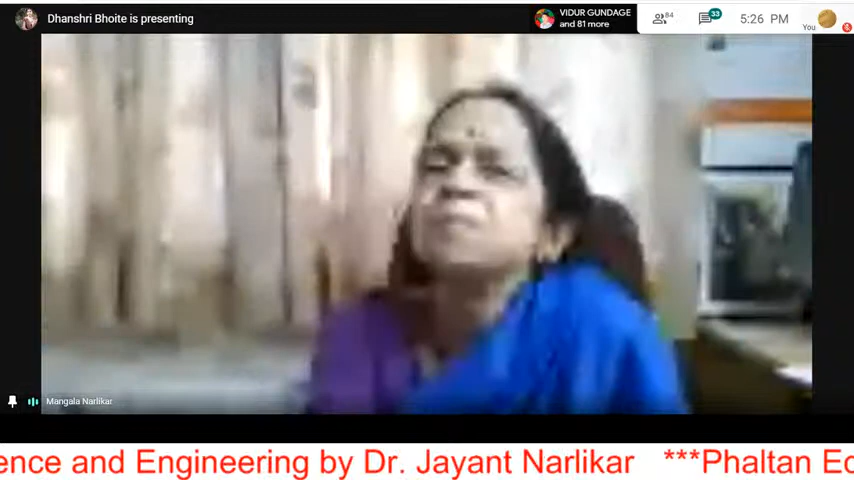 Dhanshri Bhoite is presenting
VIDUR GUNDAGE
and 81 more
84
33
5:26 PM
You
Mangala Narlikar
ence and Engineering by Dr. Jayant Narlikar ***Phaltan Ec